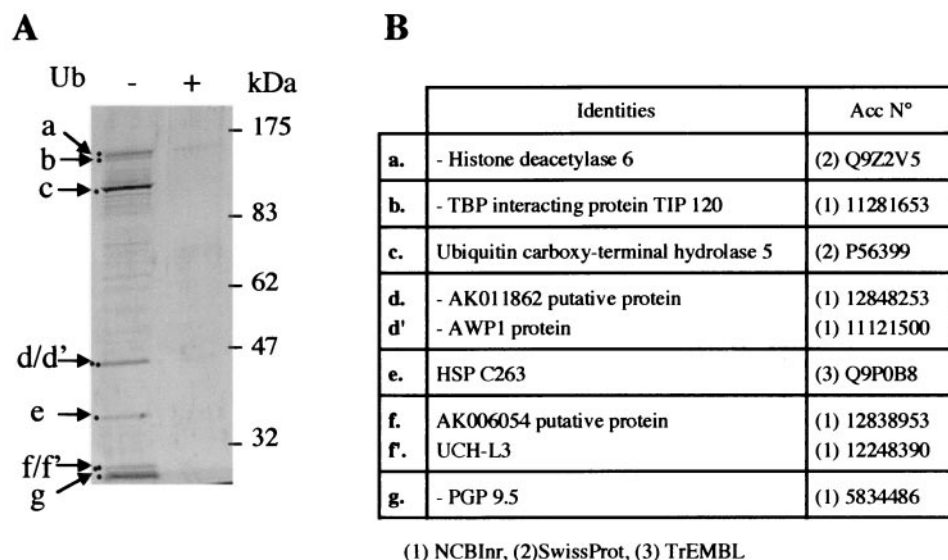 A
Ub - + kDa
a
b
c
d/d'
e
f/f'
g
175
83
62
47
32
B
Identities Acc N°
a. - Histone deacetylase 6 (2) Q9Z2V5
b. - TBP interacting protein TIP 120 (1) 11281653
c. Ubiquitin carboxy-terminal hydrolase 5 (2) P56399
d. - AK011862 putative protein (1) 12848253
d' - AWP1 protein (1) 11121500
e. HSP C263 (3) Q9P0B8
f. AK006054 putative protein (1) 12838953
f'. UCH-L3 (1) 12248390
g. - PGP 9.5 (1) 5834486
(1) NCBInr, (2)SwissProt, (3) TrEMBL